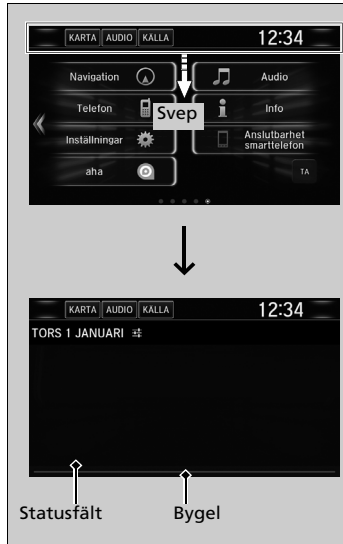 KARTA AUDIO KÄLLA 12:34
Navigation Audio
Telefon Info
Svep
Inställningar Anslutbarhet
smarttelefon
aha TA
KARTA AUDIO KÄLLA 12:34
TORS 1 JANUARI
Statusfält Bygel